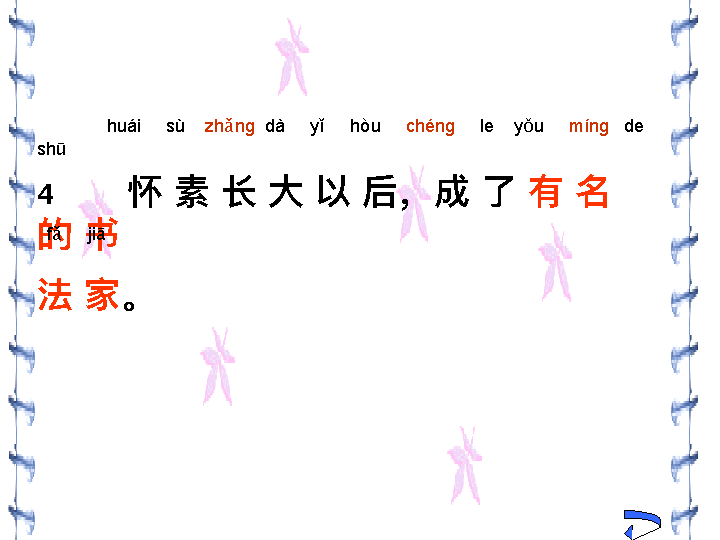 huái sù zhǎng dà yǐ hòu chéng le yǒu míng de
shū
4 怀 素 长 大 以 后，成 了 有 名
的 书
fǎ jiā
法 家。